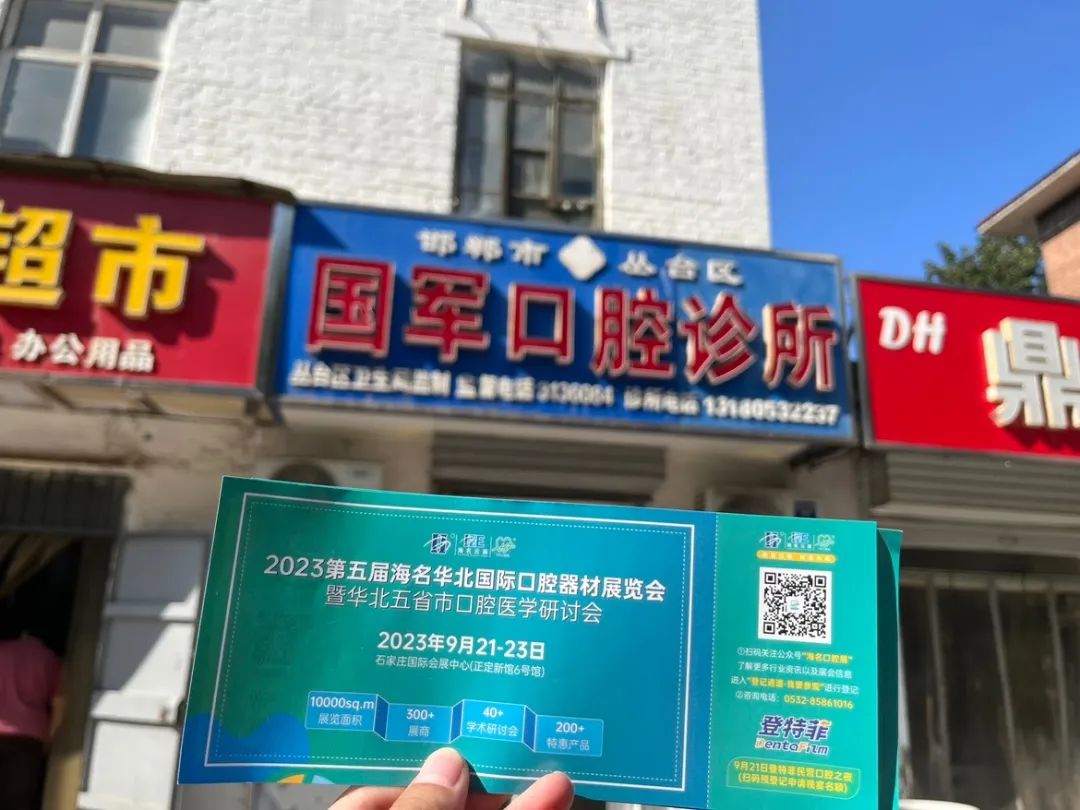 超市
办公用品
邯郸市 丛台区
国军口腔诊所
丛台区卫生局监制 监督电话 3136084 诊所电话
DH 鼎
2023第五届海名华北国际口腔器材展览会
暨华北五省市口腔医学研讨会
2023年9月21-23日
石家庄国际会展中心(正定新馆6号馆)
10000sq.m
展览面积
300+
展商
40+
学术研讨会
200+
特惠产品
①扫码关注公众号"海名口腔展"
了解更多行业资讯以及展会信息
进入"登记通道-我要参观"进行登记
②咨询电话：0532-85861016
登特菲
DentaFilm
9月21日登特菲民营口腔之夜
(扫码预登记申请晚宴名额)